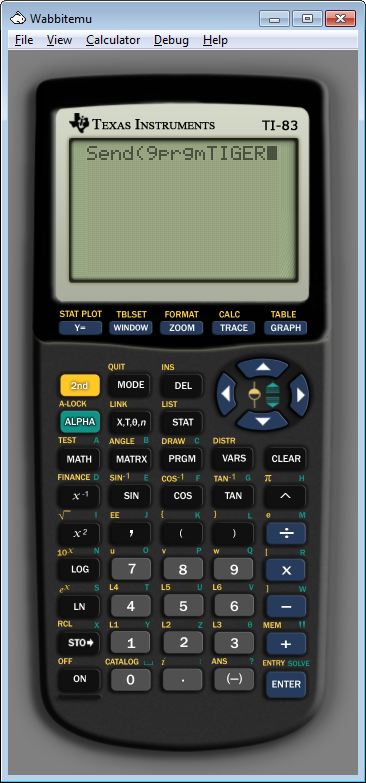 Wabbitemu
File View Calculator Debug Help
TEXAS INSTRUMENTS TI-83
Send(9prgmTIGER
STAT PLOT TBLSET FORMAT CALC TABLE
Y= WINDOW ZOOM TRACE GRAPH
QUIT INS
2nd MODE DEL
A-LOCK LINK LIST
ALPHA X,T,θ,n STAT
TEST A ANGLE B DRAW C DISTR
MATH MATRX PRGM VARS CLEAR
FINANCE D SIN⁻¹ E COS⁻¹ F TAN⁻¹ G π H
x⁻¹ SIN COS TAN ^
√ I EE J { K } L e M
x² , ( ) ÷
10ˣ N u O v P w Q [ R
LOG 7 8 9 ×
eˣ S L4 T L5 U L6 V ] W
LN 4 5 6 −
RCL X L1 Y L2 Z L3 θ MEM "
STO➔ 1 2 3 +
OFF CATALOG ⎵ i : ANS ? ENTRY SOLVE
ON 0 . (−) ENTER